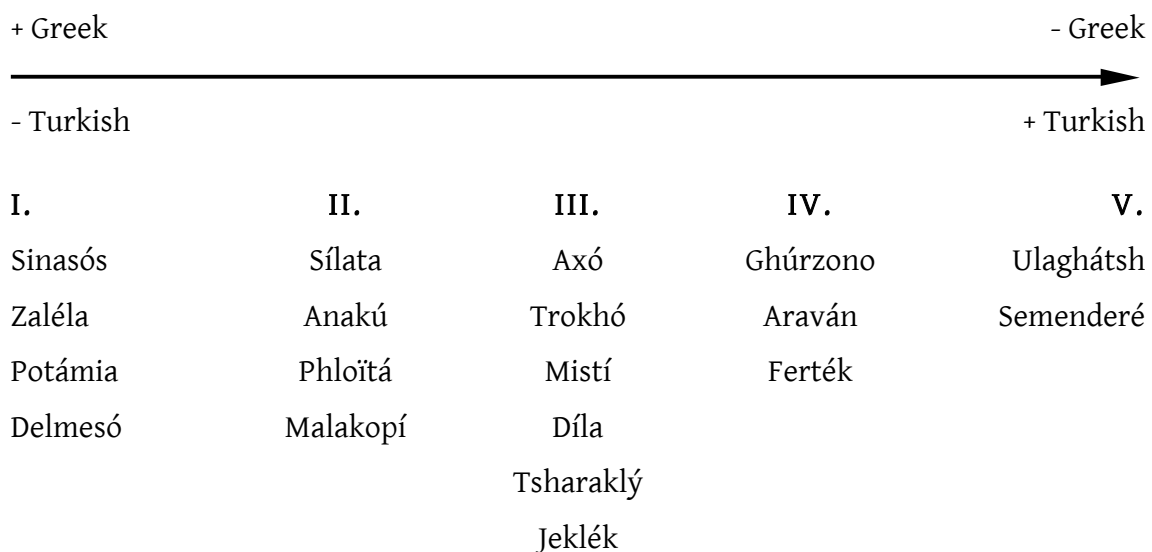 + Greek - Greek
- Turkish + Turkish
I. II. III. IV. V.
Sinasós Sílata Axó Ghúrzono Ulaghátsh
Zaléla Anakú Trokhó Araván Semenderé
Potámia Phloïtá Mistí Ferték
Delmesó Malakopí Díla
Tsharaklý
Jeklék